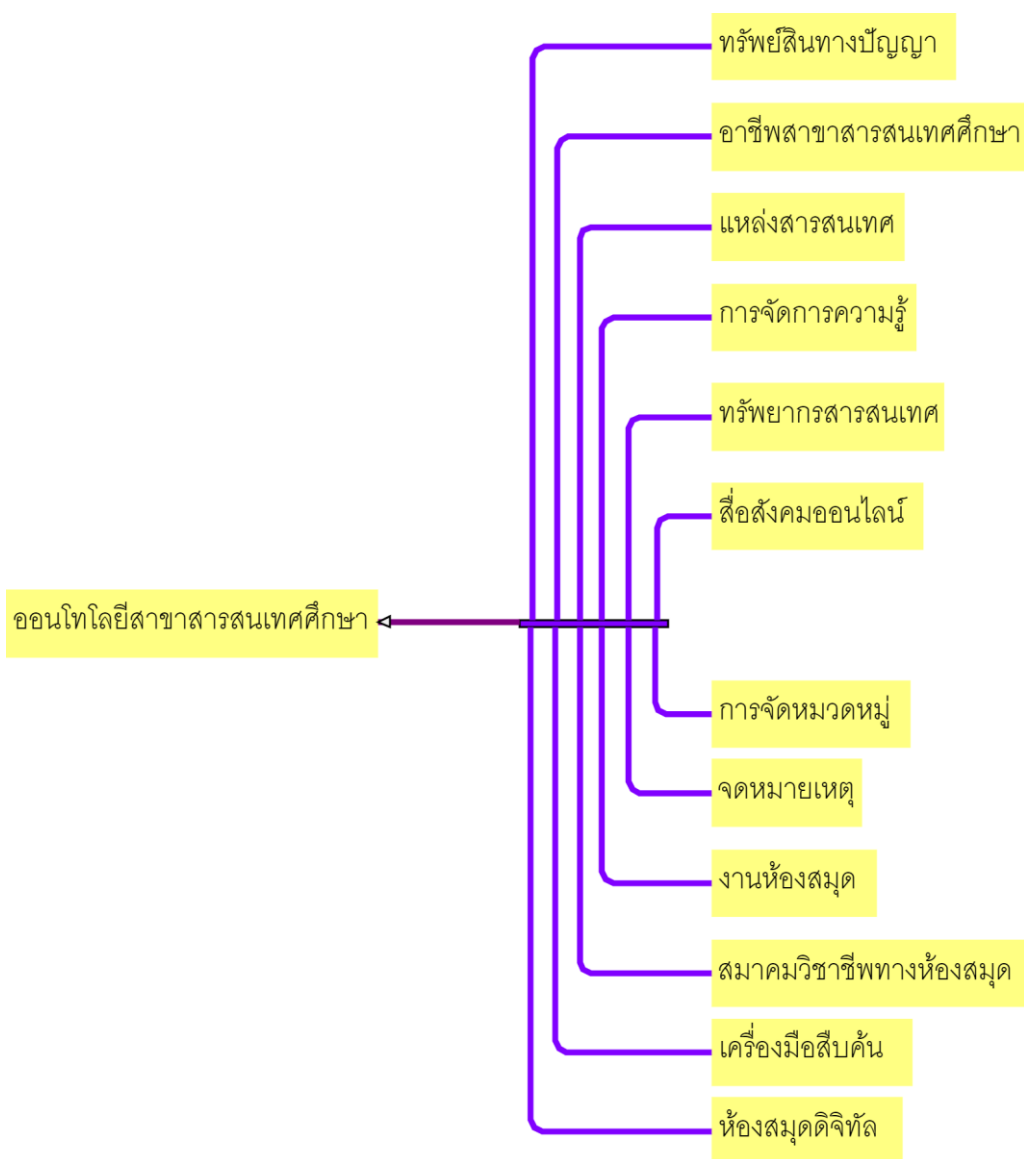 ทรัพย์สินทางปัญญา
อาชีพสาขาสารสนเทศศึกษา
แหล่งสารสนเทศ
การจัดการความรู้
ทรัพยากรสารสนเทศ
สื่อสังคมออนไลน์
ออนโทโลยีสาขาสารสนเทศศึกษา
การจัดหมวดหมู่
จดหมายเหตุ
งานห้องสมุด
สมาคมวิชาชีพทางห้องสมุด
เครื่องมือสืบค้น
ห้องสมุดดิจิทัล